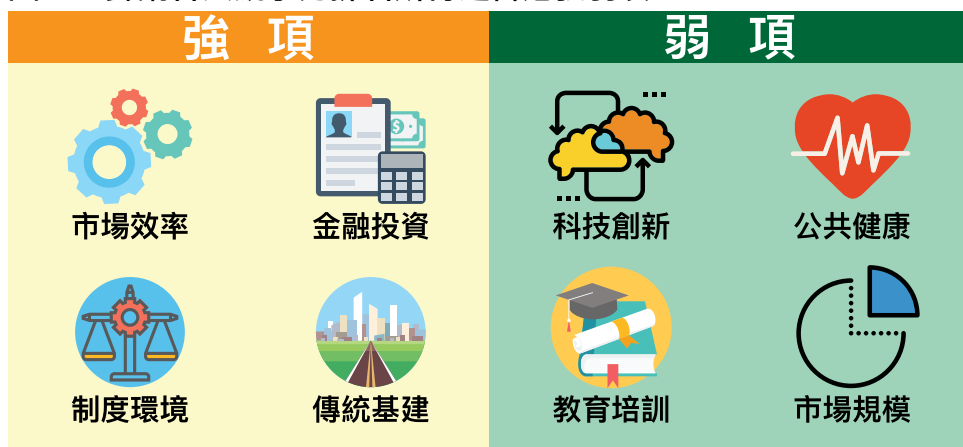 強 項
弱 項
市場效率
金融投資
科技創新
公共健康
制度環境
傳統基建
教育培訓
市場規模